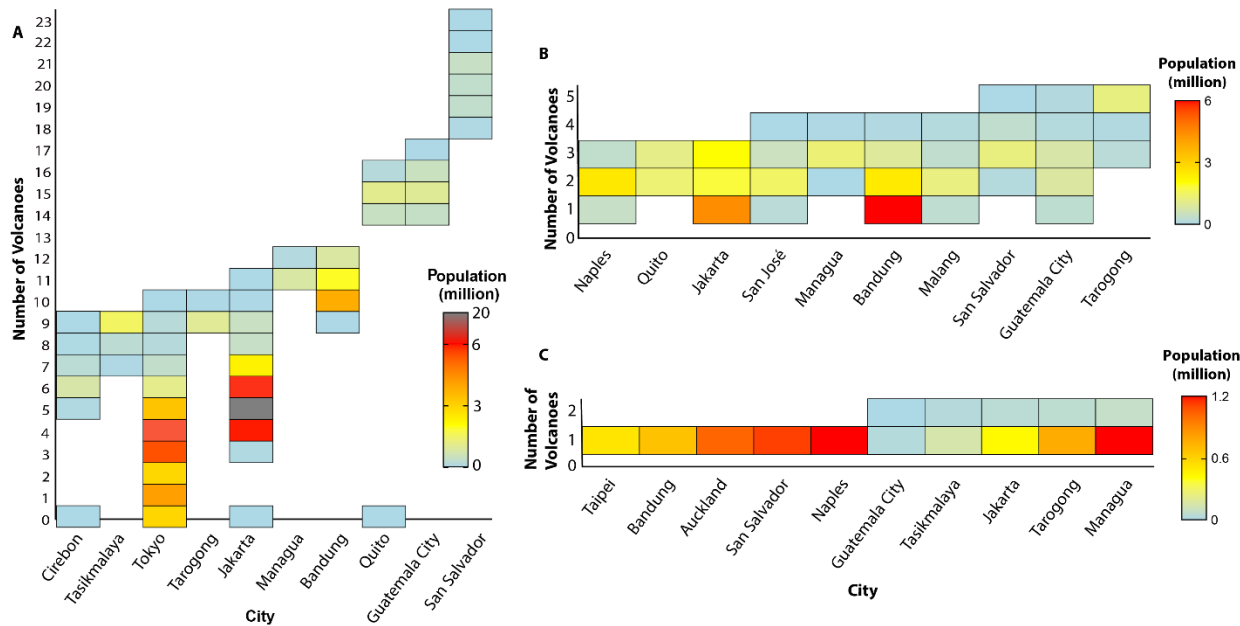 A
Number of Volcanoes
23
22
21
20
19
18
17
16
15
14
13
12
11
10
9
8
7
6
5
4
3
2
1
0
Cirebon
Tasikmalaya
Tokyo
Tarogong
Jakarta
Managua
Bandung
Quito
Guatemala City
San Salvador
City
Population
(million)
20
6
3
0
B
Number of Volcanoes
5
4
3
2
1
0
Naples
Quito
Jakarta
San José
Managua
Bandung
Malang
San Salvador
Guatemala City
Tarogong
Population
(million)
6
3
0
C
Number of
Volcanoes
2
1
0
Taipei
Bandung
Auckland
San Salvador
Naples
Guatemala City
Tasikmalaya
Jakarta
Tarogong
Managua
City
Population
(million)
1.2
0.6
0